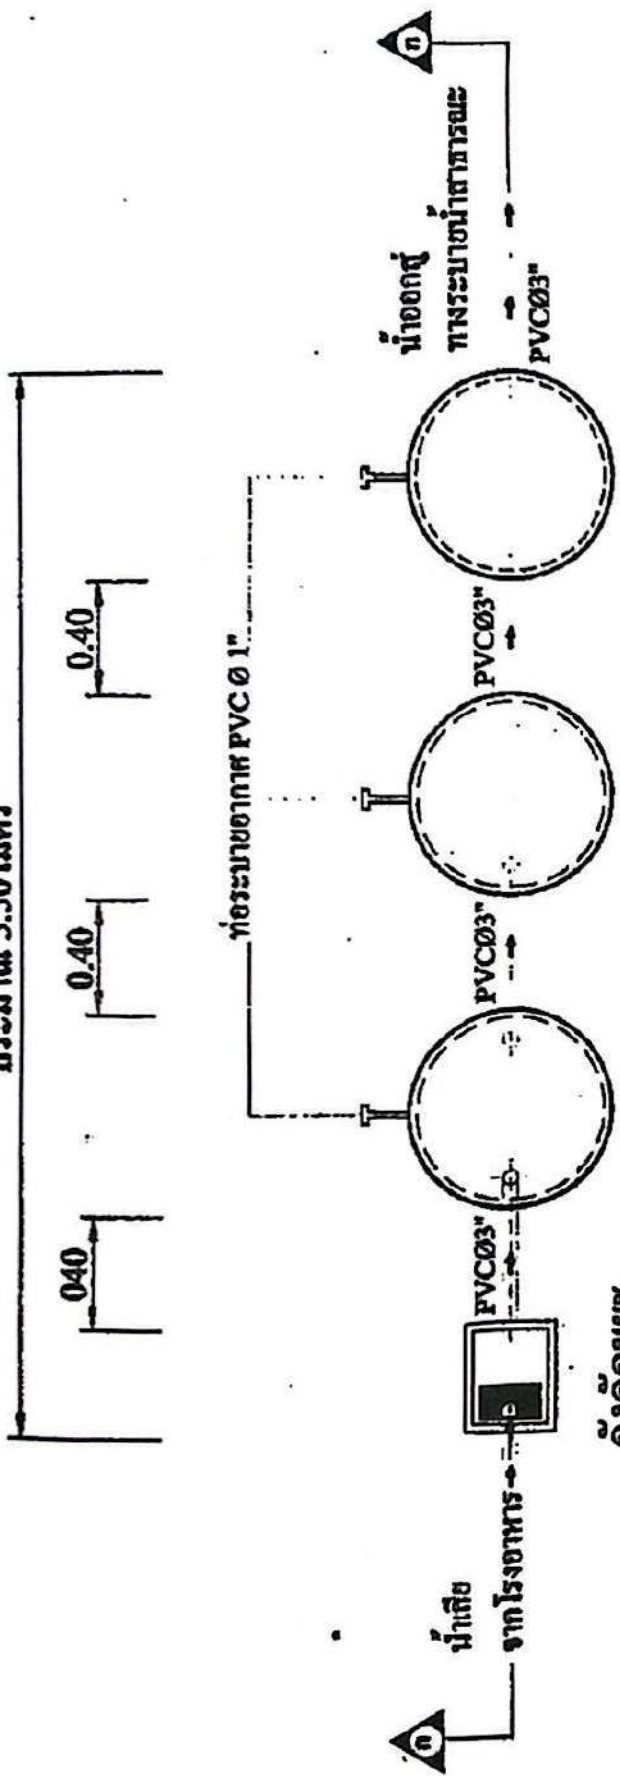 0.40
0.40
040
ท่อระบายอากาศ PVC Ø 1"
ก
น้ำเสีย
จากโรงอาหาร
PVCØ3"
PVCØ3"
PVCØ3"
PVCØ3"
น้ำออกสู่
ทางระบายน้ำสาธารณะ
ก